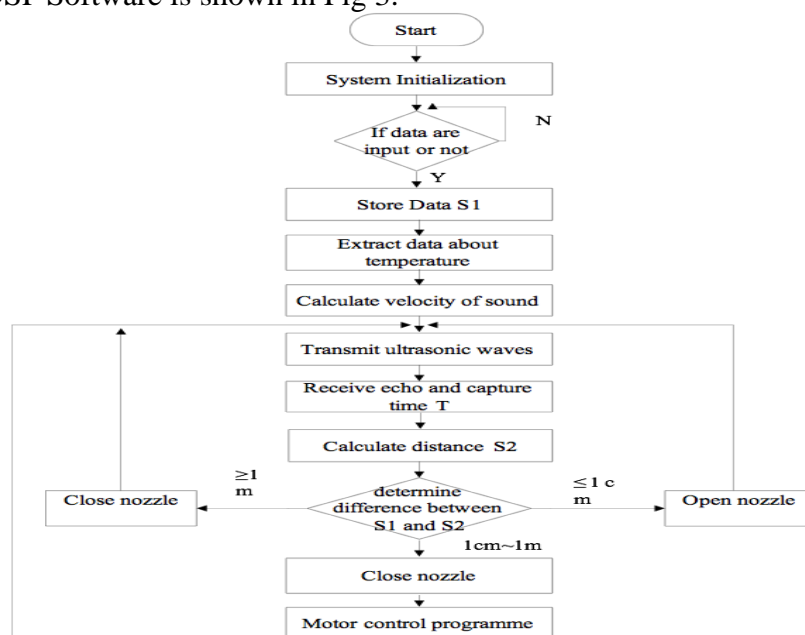 Software is shown in Fig 3.
Start
System Initialization
If data are
input or not
N
Y
Store Data S1
Extract data about
temperature
Calculate velocity of sound
Transmit ultrasonic waves
Receive echo and capture
time T
Calculate distance S2
≥1
m
≤1 c
m
Close nozzle
determine
difference between
S1 and S2
Open nozzle
1cm~1m
Close nozzle
Motor control programme